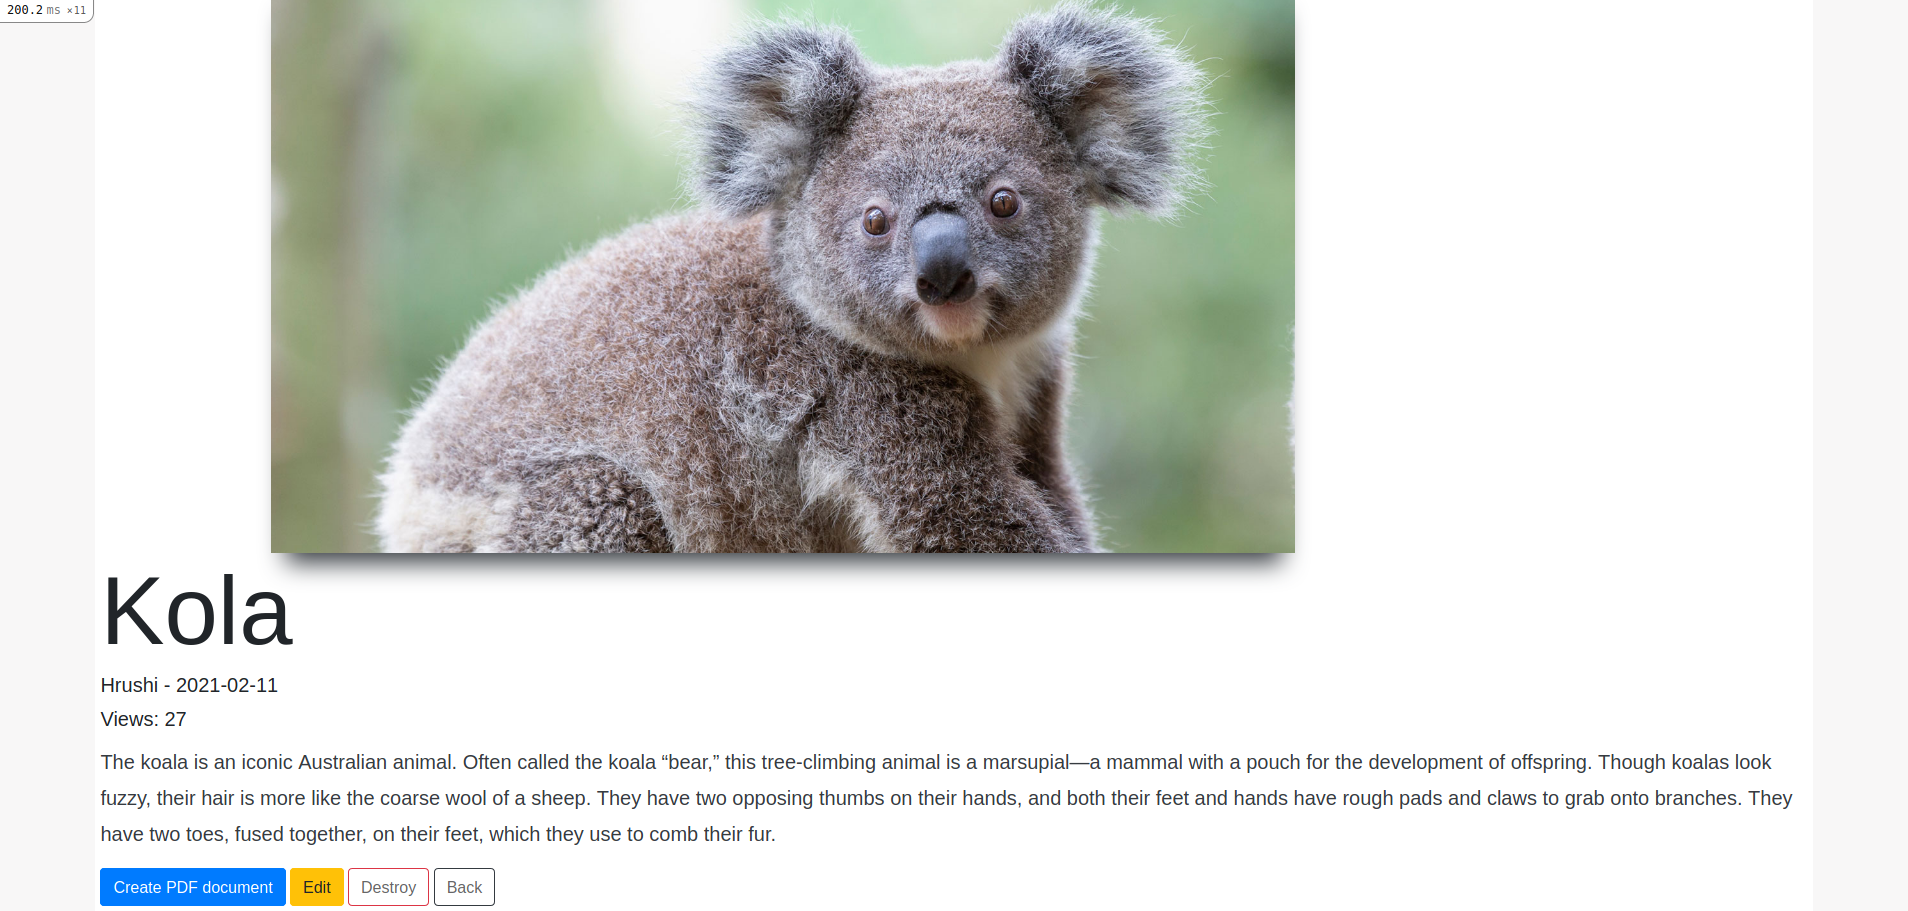 200.2 ms ×11
Kola
Hrushi - 2021-02-11
Views: 27
The koala is an iconic Australian animal. Often called the koala “bear,” this tree-climbing animal is a marsupial—a mammal with a pouch for the development of offspring. Though koalas look
fuzzy, their hair is more like the coarse wool of a sheep. They have two opposing thumbs on their hands, and both their feet and hands have rough pads and claws to grab onto branches. They
have two toes, fused together, on their feet, which they use to comb their fur.
Create PDF document Edit Destroy Back